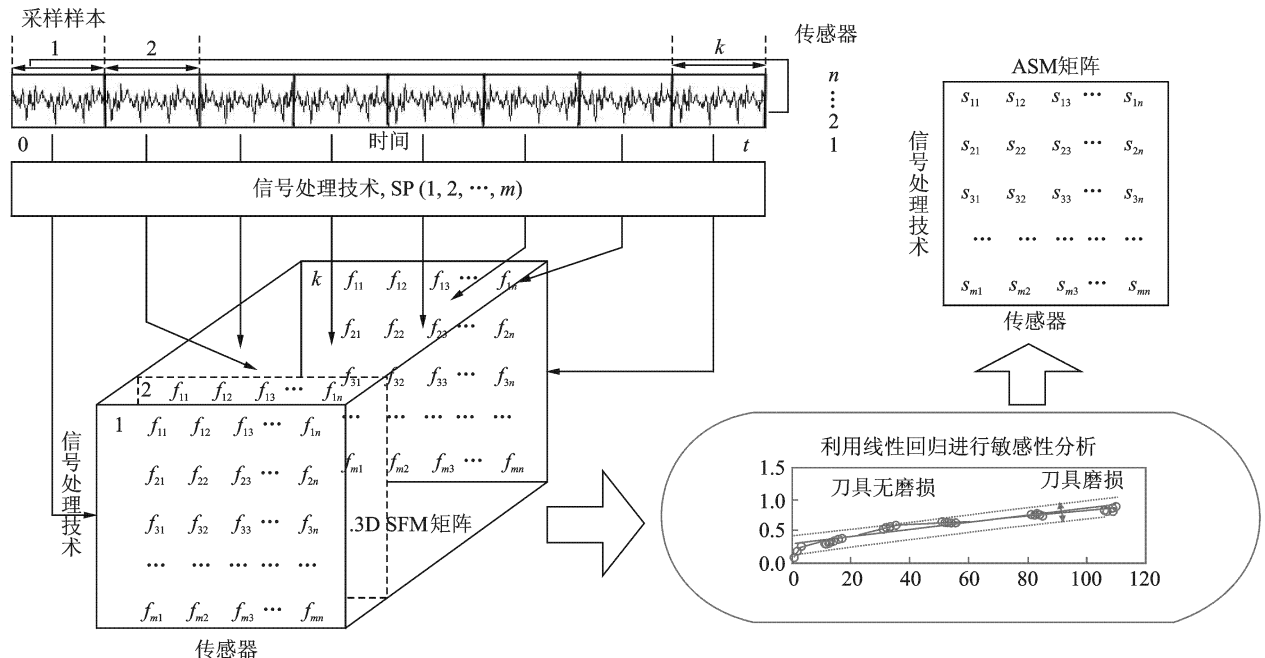 采样样本
1 2 k
传感器
n
⋮
2
1
0 时间 t
信号处理技术, SP (1, 2, …, m)
k f11 f12 f13 … f1n
f21 f22 f23 … f2n
f31 f32 f33 … f3n
… … … … …
fm1 fm2 fm3 … fmn
2 f11 f12 f13 … f1n
1 f11 f12 f13 … f1n
f21 f22 f23 … f2n
f31 f32 f33 … f3n
… … … … …
fm1 fm2 fm3 … fmn
信号处理技术
传感器
.3D SFM矩阵
ASM矩阵
s11 s12 s13 … s1n
s21 s22 s23 … s2n
s31 s32 s33 … s3n
… … … … …
sm1 sm2 sm3 … smn
信号处理技术
传感器
利用线性回归进行敏感性分析
刀具无磨损
刀具磨损
1.5
1.0
0.5
0.0
0 20 40 60 80 100 120